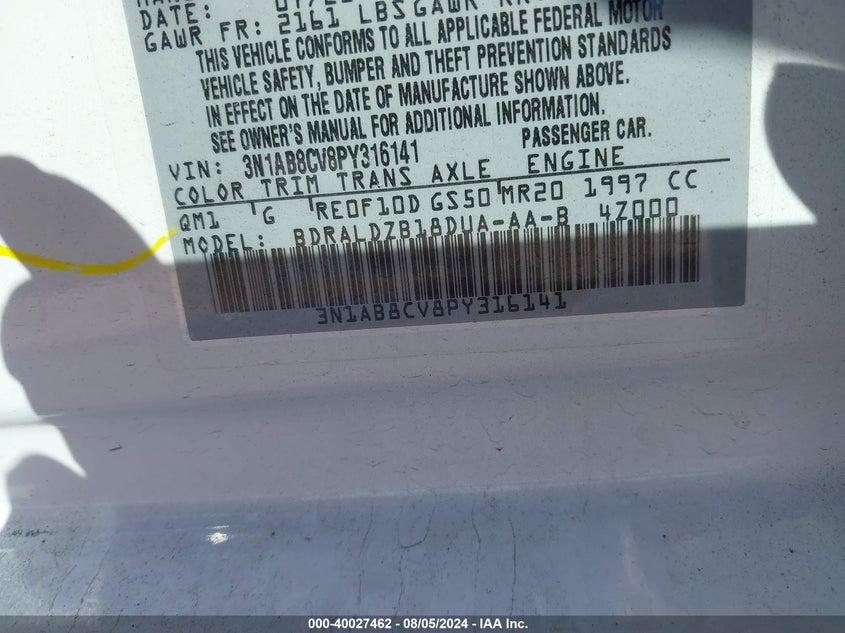 DATE:
GAWR FR: 2161 LBS GAWR
THIS VEHICLE CONFORMS TO ALL APPLICABLE FEDERAL MOTOR
VEHICLE SAFETY, BUMPER AND THEFT PREVENTION STANDARDS
IN EFFECT ON THE DATE OF MANUFACTURE SHOWN ABOVE.
SEE OWNER'S MANUAL FOR ADDITIONAL INFORMATION.
VIN: 3N1AB8CV8PY316141 PASSENGER CAR.
COLOR TRIM TRANS AXLE ENGINE
QM1 G RE0F10D GS50 MR20 1997 CC
MODEL: BDRALDZB18DUA-AA-B 4Z000
3N1AB8CV8PY316141
000-40027462 - 08/05/2024 - IAA Inc.